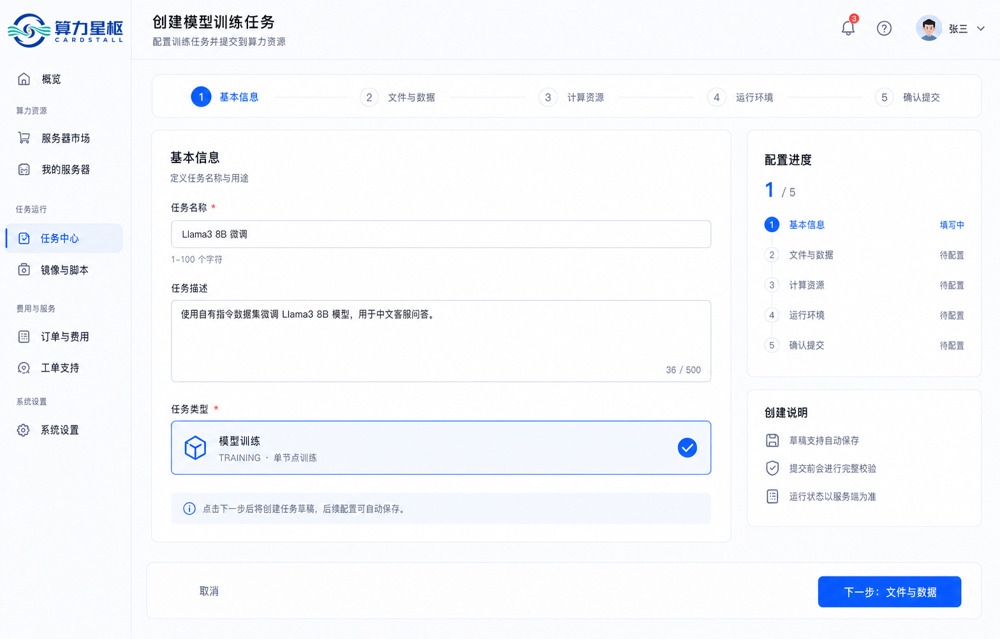 算力星枢
CARDSTALL
概览
算力资源
服务器市场
我的服务器
任务运行
任务中心
镜像与脚本
费用与服务
订单与费用
工单支持
系统设置
系统设置
创建模型训练任务
配置训练任务并提交到算力资源
3
?
张三
1 基本信息
2 文件与数据
3 计算资源
4 运行环境
5 确认提交
基本信息
定义任务名称与用途
任务名称 *
Llama3 8B 微调
1–100 个字符
任务描述
使用自有指令数据集微调 Llama3 8B 模型，用于中文客服问答。
36 / 500
任务类型 *
模型训练
TRAINING · 单节点训练
点击下一步后将创建任务草稿，后续配置可自动保存。
配置进度
1 / 5
1 基本信息 填写中
2 文件与数据 待配置
3 计算资源 待配置
4 运行环境 待配置
5 确认提交 待配置
创建说明
草稿支持自动保存
提交前会进行完整校验
运行状态以服务端为准
取消
下一步：文件与数据